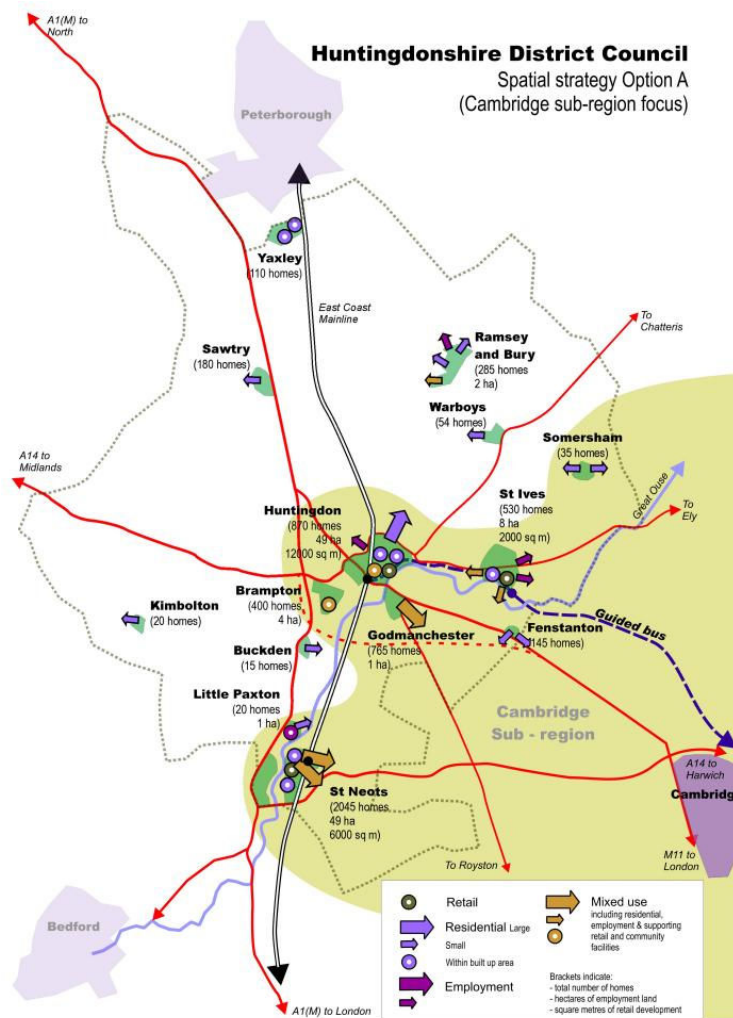 A1(M) to
North
Huntingdonshire District Council
Spatial strategy Option A
(Cambridge sub-region focus)
Peterborough
Yaxley
(110 homes)
East Coast
Mainline
To
Chatteris
Ramsey
and Bury
(285 homes
2 ha)
Sawtry
(180 homes)
Warboys
(54 homes)
Somersham
(35 homes)
A14 to
Midlands
Great Ouse
St Ives
(530 homes
8 ha
2000 sq m)
To
Ely
Huntingdon
(870 homes
49 ha
12000 sq m)
Brampton
(400 homes
4 ha)
Kimbolton
(20 homes)
Guided bus
Godmanchester
(765 homes
1 ha)
Fenstanton
(145 homes)
Buckden
(15 homes)
Little Paxton
(20 homes
1 ha)
Cambridge
Sub - region
A14 to
Harwich
Cambridg
St Neots
(2045 homes
49 ha
6000 sq m)
To Royston
M11 to
London
Bedford
A1(M) to London
Retail
Residential Large
Small
Within built up area
Employment
Mixed use
including residential,
employment & supporting
retail and community
facilities
Brackets indicate:
- total number of homes
- hectares of employment land
- square metres of retail development